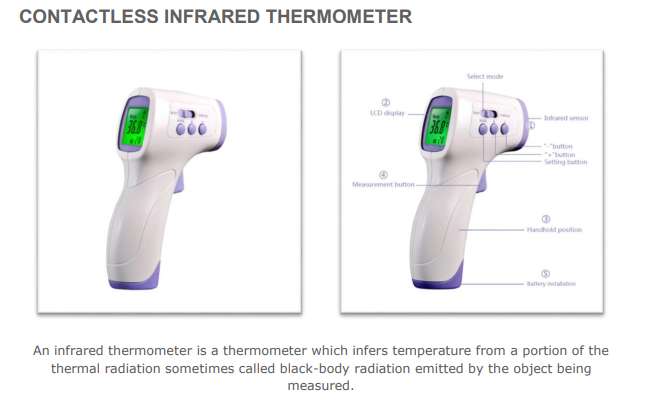 CONTACTLESS INFRARED THERMOMETER
Select mode
②
LCD display
Infrared sensor
①
"-"button
"+"button
Setting button
④
Measurement button
③
Handhold position
⑤
Battery installation
36.8
An infrared thermometer is a thermometer which infers temperature from a portion of the
thermal radiation sometimes called black-body radiation emitted by the object being
measured.